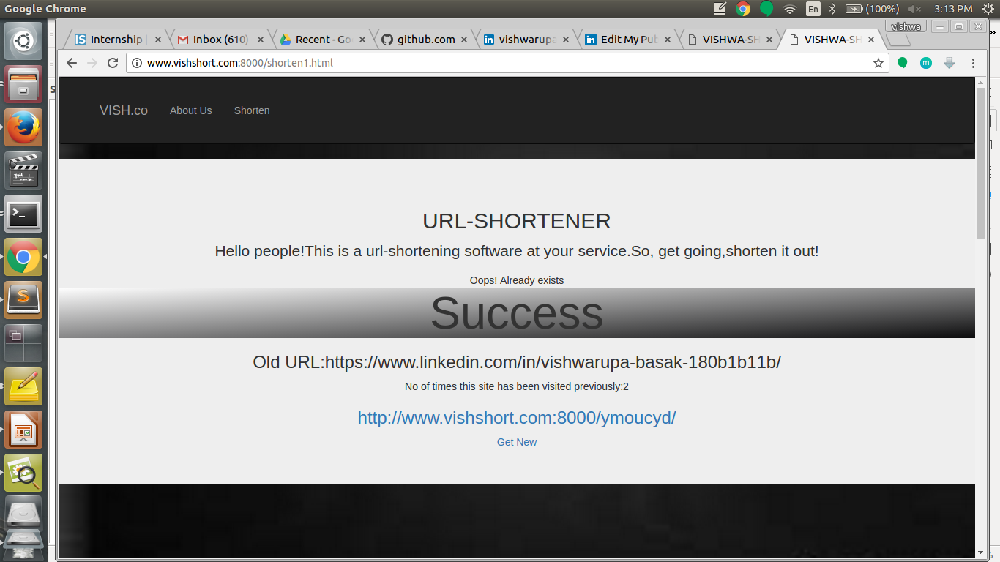 Google Chrome
En
(100%)
3:13 PM
vishwa
Internship |
Inbox (610)
Recent - Go
github.com
vishwarupa
Edit My Pub
VISHWA-SH
VISHWA-SH
www.vishshort.com:8000/shorten1.html
VISH.co About Us Shorten
URL-SHORTENER
Hello people!This is a url-shortening software at your service.So, get going,shorten it out!
Oops! Already exists
Success
Old URL:https://www.linkedin.com/in/vishwarupa-basak-180b1b11b/
No of times this site has been visited previously:2
http://www.vishshort.com:8000/ymoucyd/
Get New